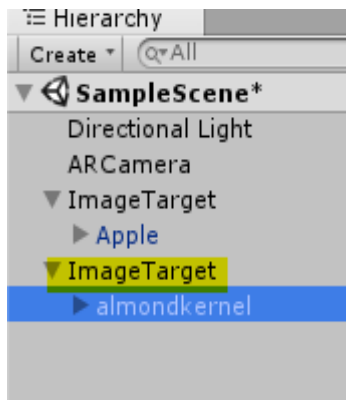 Hierarchy
Create All
SampleScene*
Directional Light
ARCamera
ImageTarget
Apple
ImageTarget
almondkernel